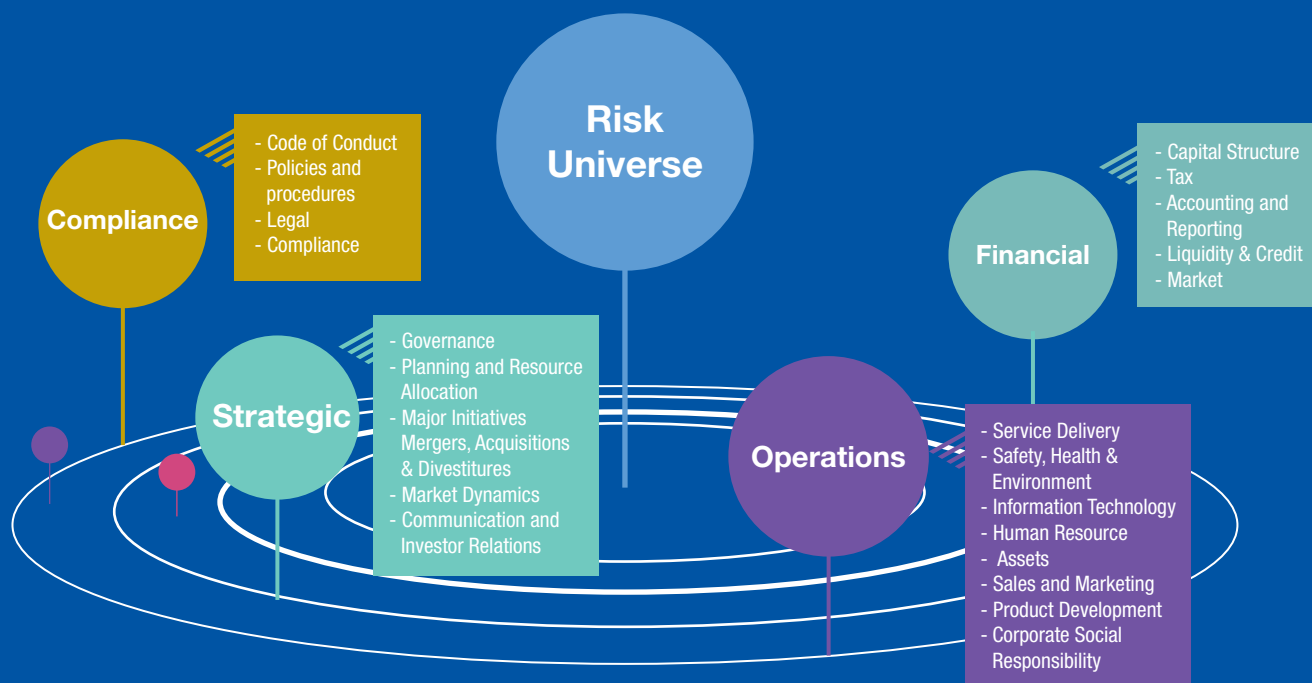 Risk
Universe
Compliance
- Code of Conduct
- Policies and
procedures
- Legal
- Compliance
Strategic
- Governance
- Planning and Resource
Allocation
- Major Initiatives
Mergers, Acquisitions
& Divestitures
- Market Dynamics
- Communication and
Investor Relations
Operations
- Service Delivery
- Safety, Health &
Environment
- Information Technology
- Human Resource
- Assets
- Sales and Marketing
- Product Development
- Corporate Social
Responsibility
Financial
- Capital Structure
- Tax
- Accounting and
Reporting
- Liquidity & Credit
- Market